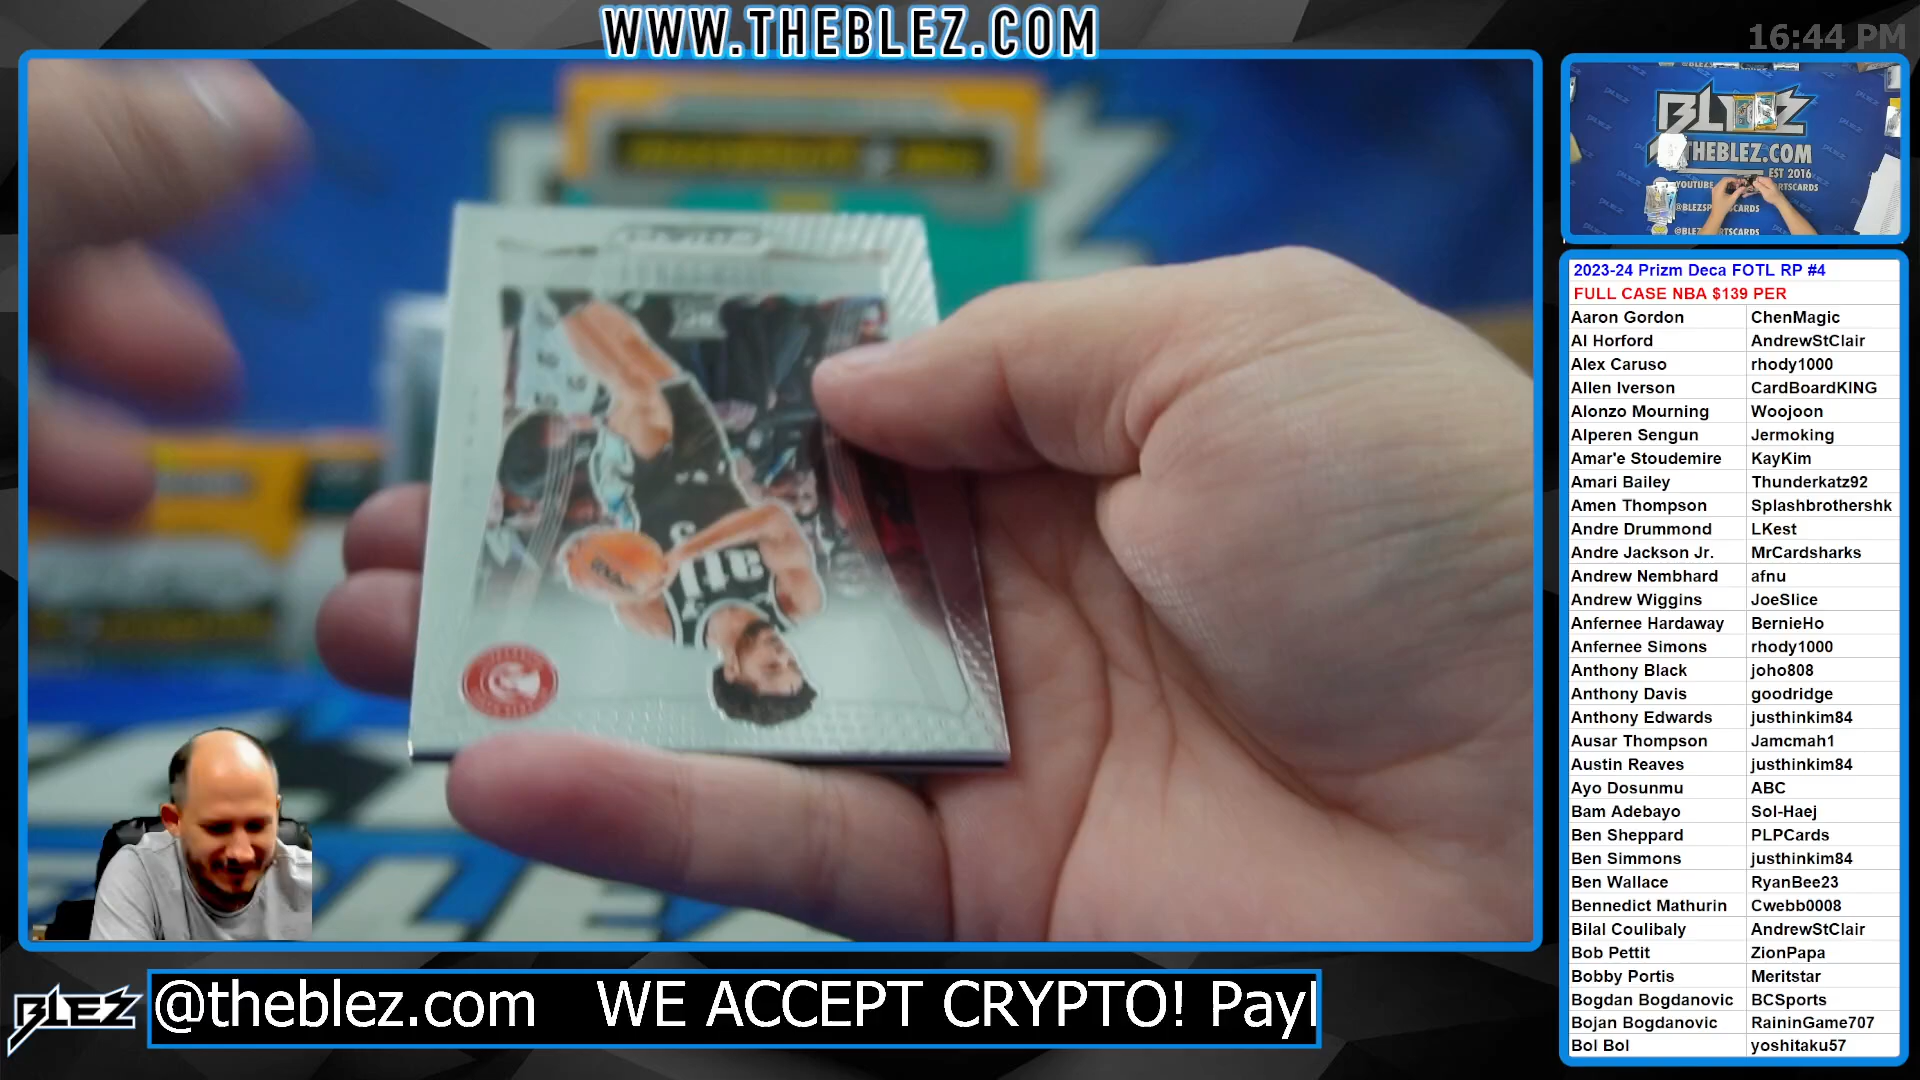 WWW.THEBLEZ.COM
16:44 PM
BLEZ
THEBLEZ.COM
EST 2016
YOUTUBE
@BLEZSPORTSCARDS
2023-24 Prizm Deca FOTL RP #4
FULL CASE NBA $139 PER
Aaron Gordon ChenMagic
Al Horford AndrewStClair
Alex Caruso rhody1000
Allen Iverson CardBoardKING
Alonzo Mourning Woojoon
Alperen Sengun Jermoking
Amar'e Stoudemire KayKim
Amari Bailey Thunderkatz92
Amen Thompson Splashbrothershk
Andre Drummond LKest
Andre Jackson Jr. MrCardsharks
Andrew Nembhard afnu
Andrew Wiggins JoeSlice
Anfernee Hardaway BernieHo
Anfernee Simons rhody1000
Anthony Black joho808
Anthony Davis goodridge
Anthony Edwards justhinkim84
Ausar Thompson Jamcmah1
Austin Reaves justhinkim84
Ayo Dosunmu ABC
Bam Adebayo Sol-Haej
Ben Sheppard PLPCards
Ben Simmons justhinkim84
Ben Wallace RyanBee23
Bennedict Mathurin Cwebb0008
Bilal Coulibaly AndrewStClair
Bob Pettit ZionPapa
Bobby Portis Meritstar
Bogdan Bogdanovic BCSports
Bojan Bogdanovic RaininGame707
Bol Bol yoshitaku57
BLEZ
@theblez.com WE ACCEPT CRYPTO! Payl